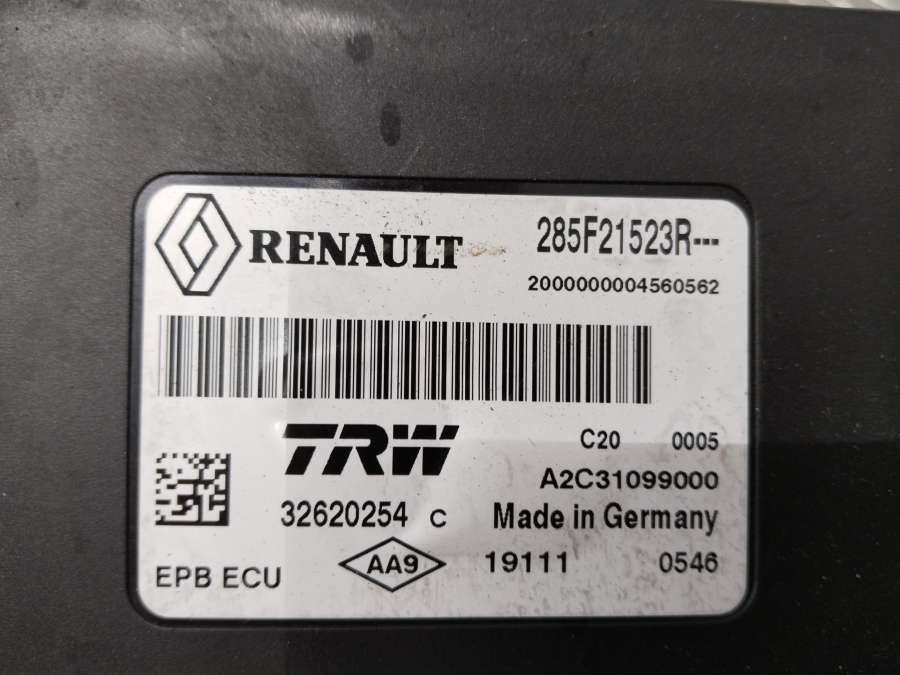 RENAULT 285F21523R---
2000000004560562
TRW C20 0005
A2C31099000
32620254 C Made in Germany
EPB ECU AA9 19111 0546